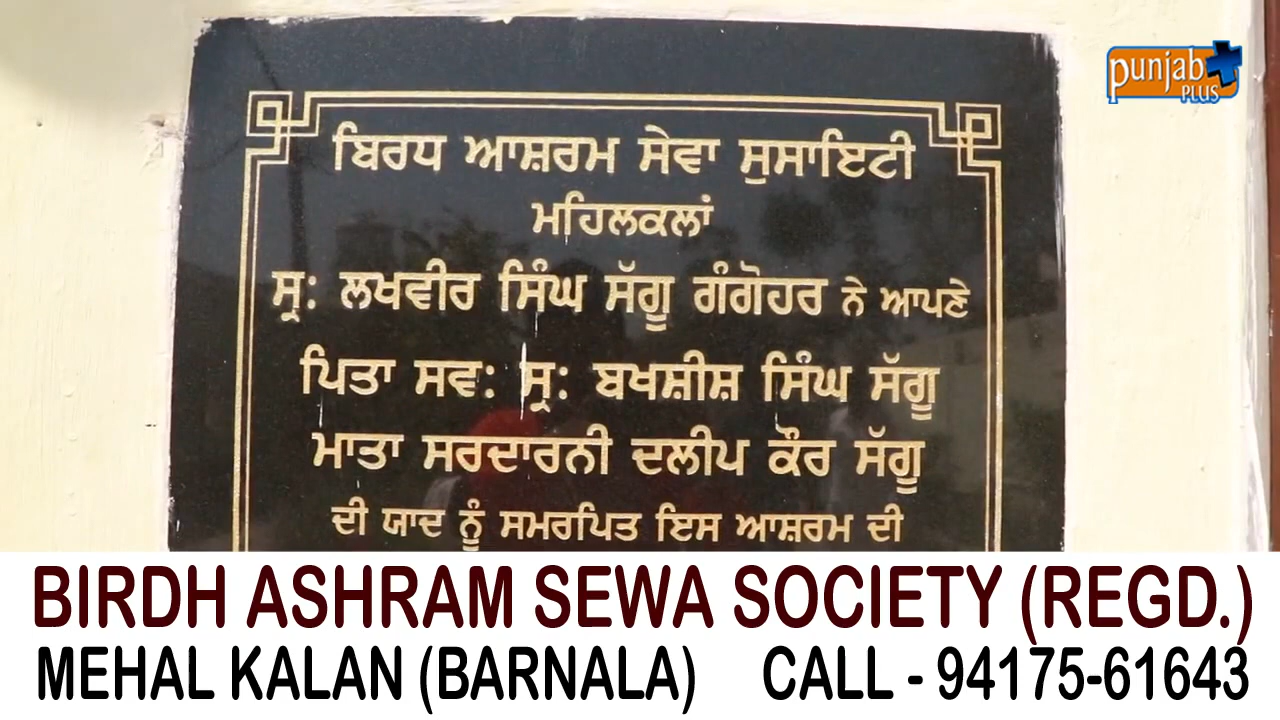 punjab
PLUS
ਬਿਰਧ ਆਸ਼ਰਮ ਸੇਵਾ ਸੁਸਾਇਟੀ
ਮਹਿਲਕਲਾਂ
ਸ੍ਰ: ਲਖਵੀਰ ਸਿੰਘ ਸੱਗੂ ਗੰਗੋਹਰ ਨੇ ਆਪਣੇ
ਪਿਤਾ ਸਵ: ਸ੍ਰ: ਬਖਸ਼ੀਸ਼ ਸਿੰਘ ਸੱਗੂ
ਮਾਤਾ ਸਰਦਾਰਨੀ ਦਲੀਪ ਕੌਰ ਸੱਗੂ
ਦੀ ਯਾਦ ਨੂੰ ਸਮਰਪਿਤ ਇਸ ਆਸ਼ਰਮ ਦੀ
BIRDH ASHRAM SEWA SOCIETY (REGD.)
MEHAL KALAN (BARNALA) CALL - 94175-61643